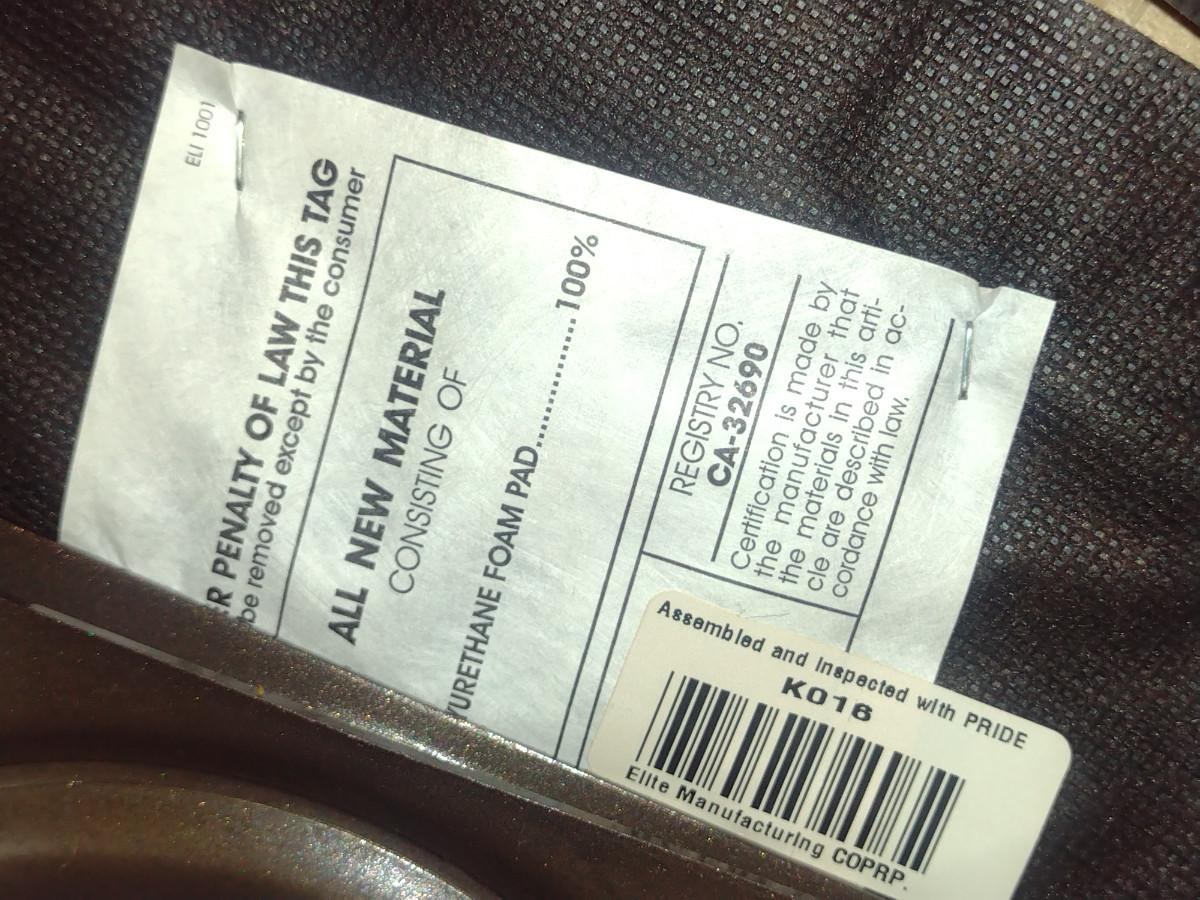 ELI 1001
R PENALTY OF LAW THIS TAG
be removed except by the consumer
ALL NEW MATERIAL
CONSISTING OF
YURETHANE FOAM PAD..............100%
REGISTRY NO.
CA-32690
Certification is made by
the manufacturer that
the materials in this arti-
cle are described in ac-
cordance with law.
Assembled and Inspected with PRIDE
K016
Elite Manufacturing COPRP.